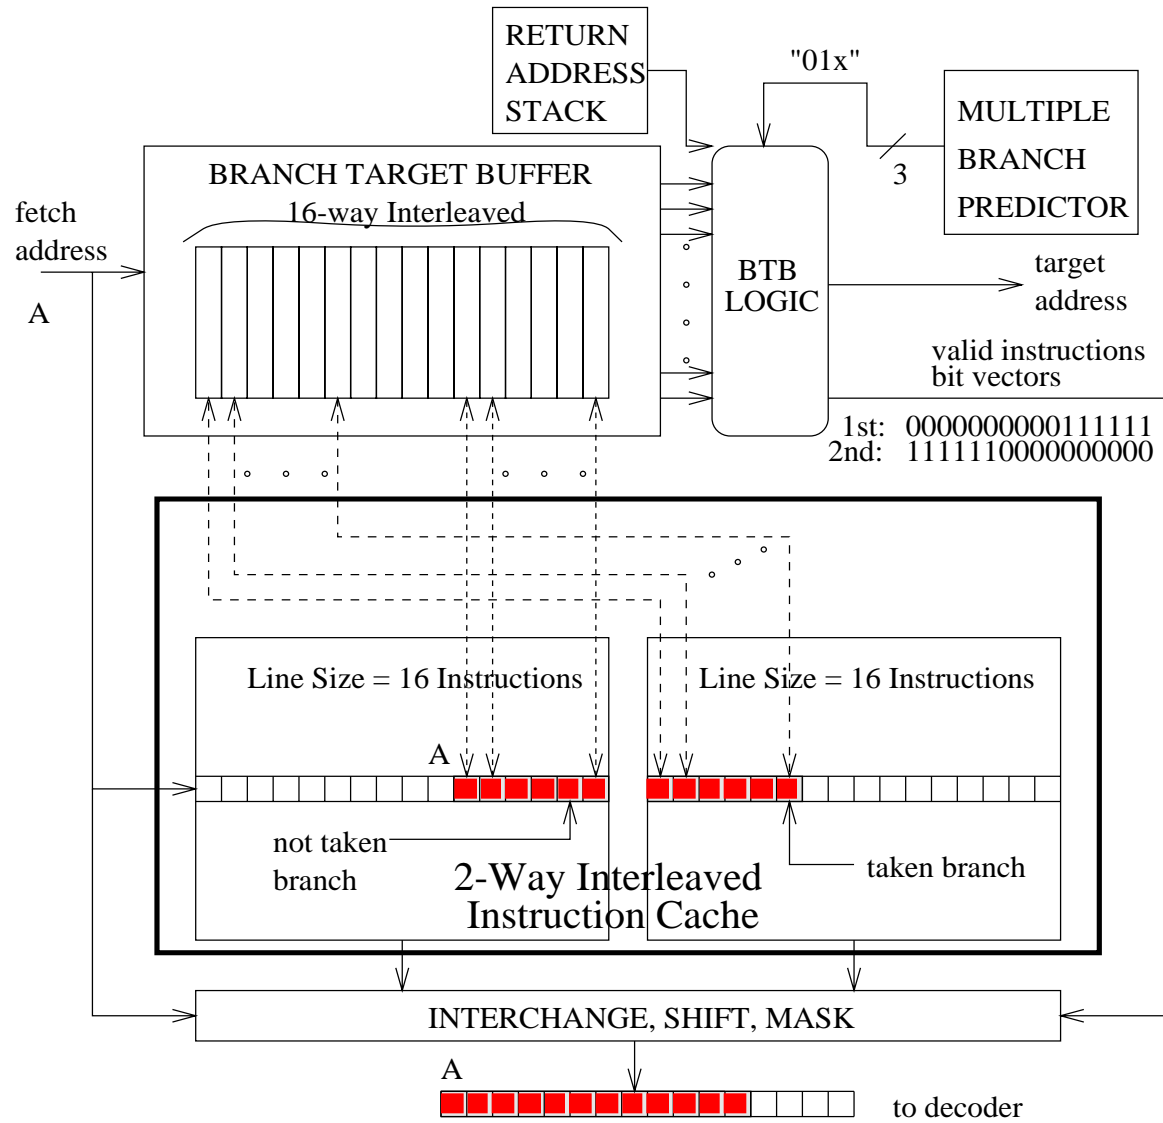 RETURN
ADDRESS
STACK
"01x"
3
MULTIPLE
BRANCH
PREDICTOR
BRANCH TARGET BUFFER
16-way Interleaved
fetch
address
A
BTB
LOGIC
target
address
valid instructions
bit vectors
1st: 0000000000111111
2nd: 1111110000000000
Line Size = 16 Instructions
Line Size = 16 Instructions
A
not taken
branch
taken branch
2-Way Interleaved
Instruction Cache
INTERCHANGE, SHIFT, MASK
A
to decoder